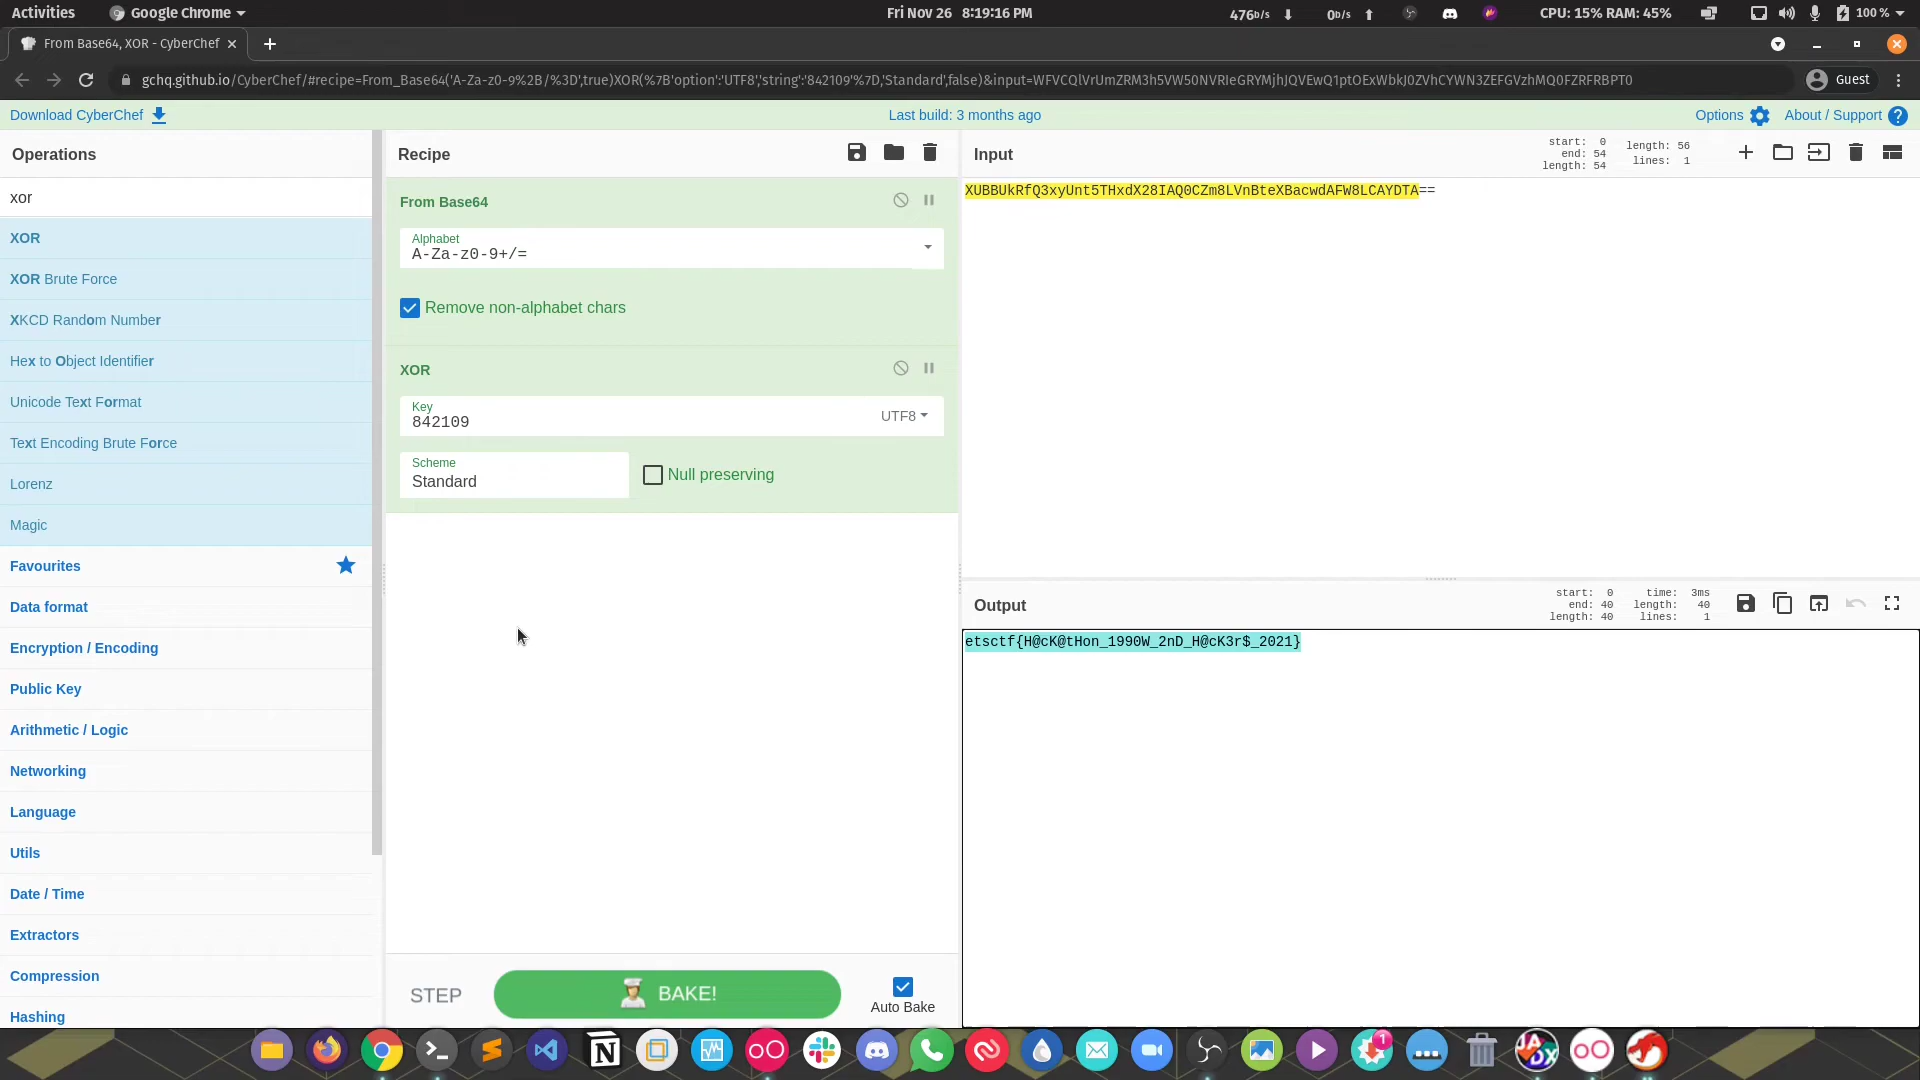 Activities
Google Chrome
Fri Nov 26 8:19:16 PM
476b/s
0b/s
CPU: 15% RAM: 45%
100 %
From Base64, XOR - CyberChef
gchq.github.io/CyberChef/#recipe=From_Base64('A-Za-z0-9%2B/%3D',true)XOR(%7B'option':'UTF8','string':'842109'%7D,'Standard',false)&input=WFVCQlVrUmZRM3h5VW50NVRIeGRYMjhJQVEwQ1ptOExWbkJ0ZVhCYWN3ZEFGVzhMQ0FZRFRBPT0
Guest
Download CyberChef
Last build: 3 months ago
Options
About / Support
Operations
xor
XOR
XOR Brute Force
XKCD Random Number
Hex to Object Identifier
Unicode Text Format
Text Encoding Brute Force
Lorenz
Magic
Favourites
Data format
Encryption / Encoding
Public Key
Arithmetic / Logic
Networking
Language
Utils
Date / Time
Extractors
Compression
Hashing
Recipe
From Base64
Alphabet
A-Za-z0-9+/=
Remove non-alphabet chars
XOR
Key
842109
UTF8
Scheme
Standard
Null preserving
STEP
BAKE!
Auto Bake
Input
start: 0
end: 54
length: 54
length: 56
lines: 1
XUBBUkRfQ3xyUnt5THxdX28IAQ0CZm8LVnBteXBacwdAFW8LCAYDTA==
Output
start: 0
end: 40
length: 40
time: 3ms
length: 40
lines: 1
etsctf{H@cK@tHon_1990W_2nD_H@cK3r$_2021}
1
JADX